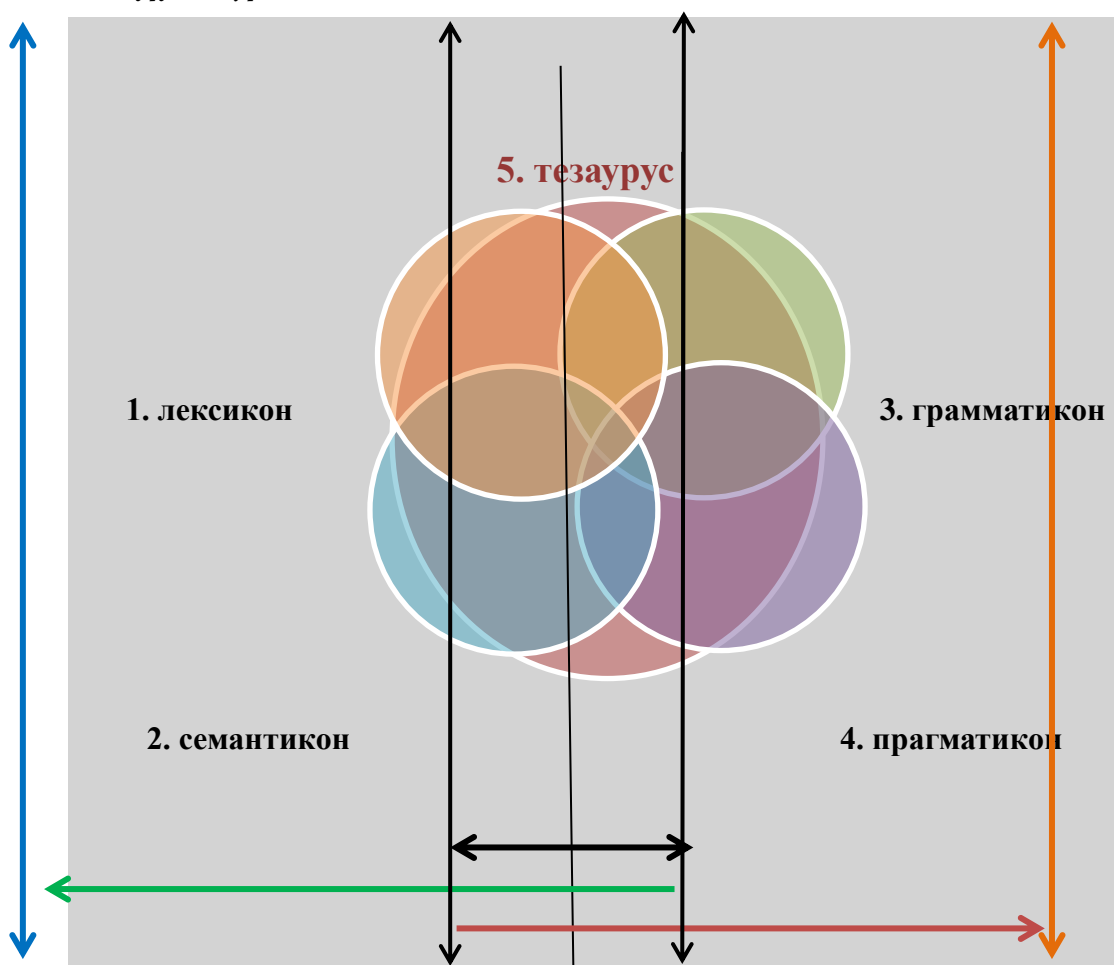 5. тезаурус
1. лексикон
3. грамматикон
2. семантикон
4. прагматикон